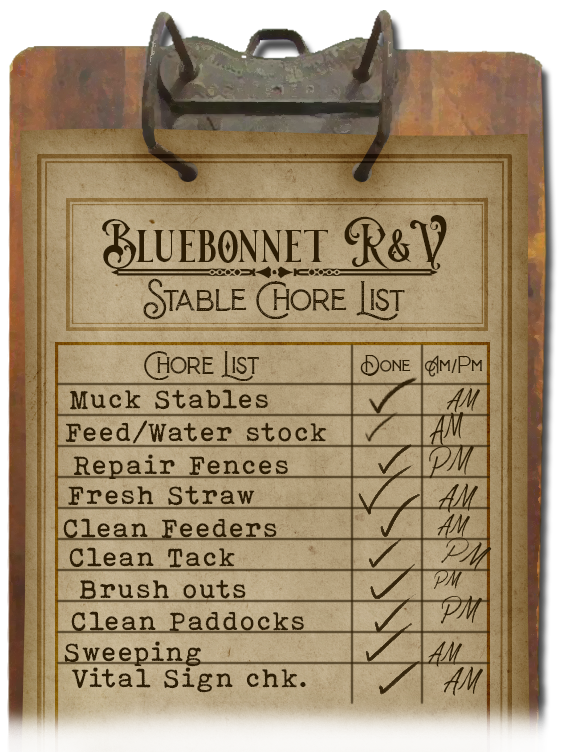 Bluebonnet R&V
Stable Chore List
Chore List Done Am/Pm
Muck Stables ✓ AM
Feed/Water stock ✓ AM
Repair Fences ✓ PM
Fresh Straw ✓ AM
Clean Feeders ✓ AM
Clean Tack ✓ PM
Brush outs ✓ PM
Clean Paddocks ✓ PM
Sweeping ✓ AM
Vital Sign chk. ✓ AM